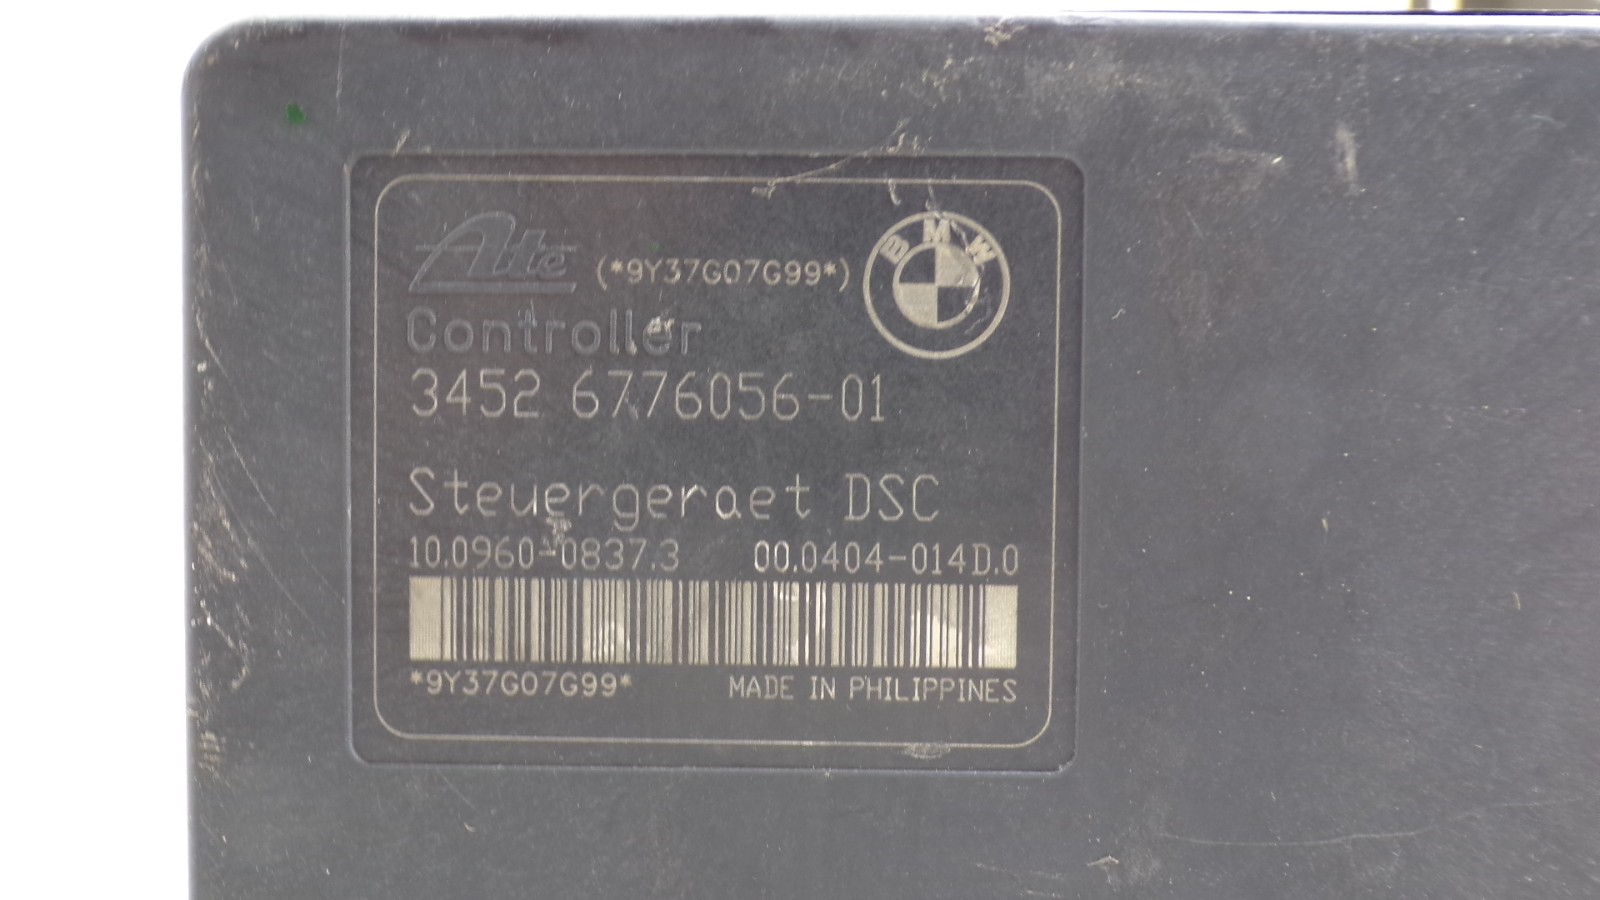 Ate (*9Y37G07G99*) BMW
Controller
3452 6776056-01
Steuergeraet DSC
10.0960-0837.3 00.0404-014D.0
*9Y37G07G99* MADE IN PHILIPPINES